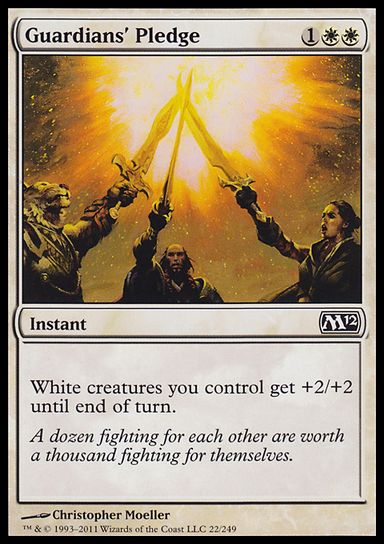 Guardians' Pledge 1
Instant M12
White creatures you control get +2/+2
until end of turn.
A dozen fighting for each other are worth
a thousand fighting for themselves.
Christopher Moeller
™ & © 1993–2011 Wizards of the Coast LLC 22/249